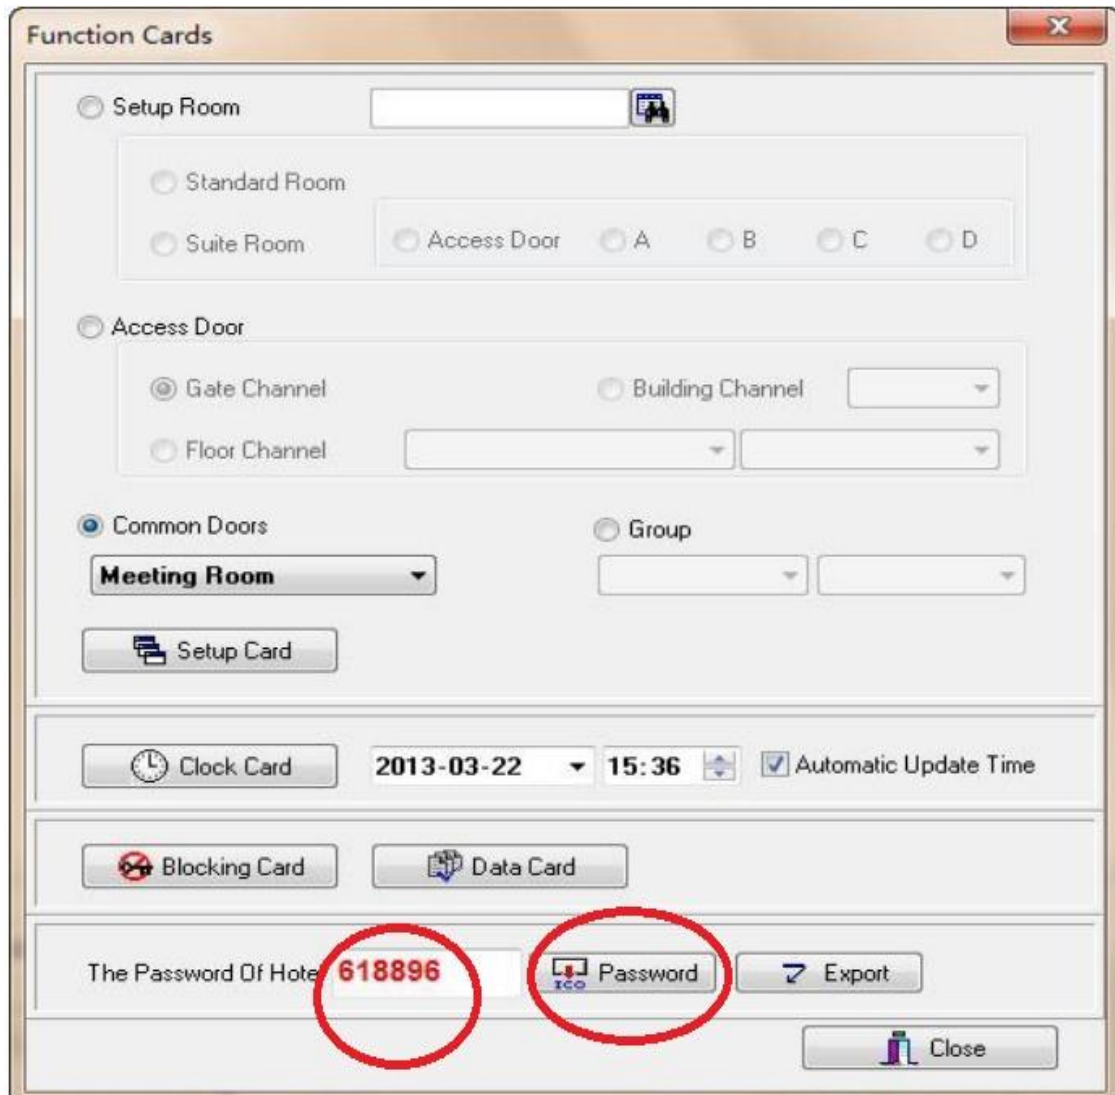 Function Cards
Setup Room
Standard Room
Suite Room Access Door A B C D
Access Door
Gate Channel Building Channel
Floor Channel
Common Doors Group
Meeting Room
Setup Card
Clock Card 2013-03-22 15:36 Automatic Update Time
Blocking Card Data Card
The Password Of Hote 618896 ICO Password Export
Close